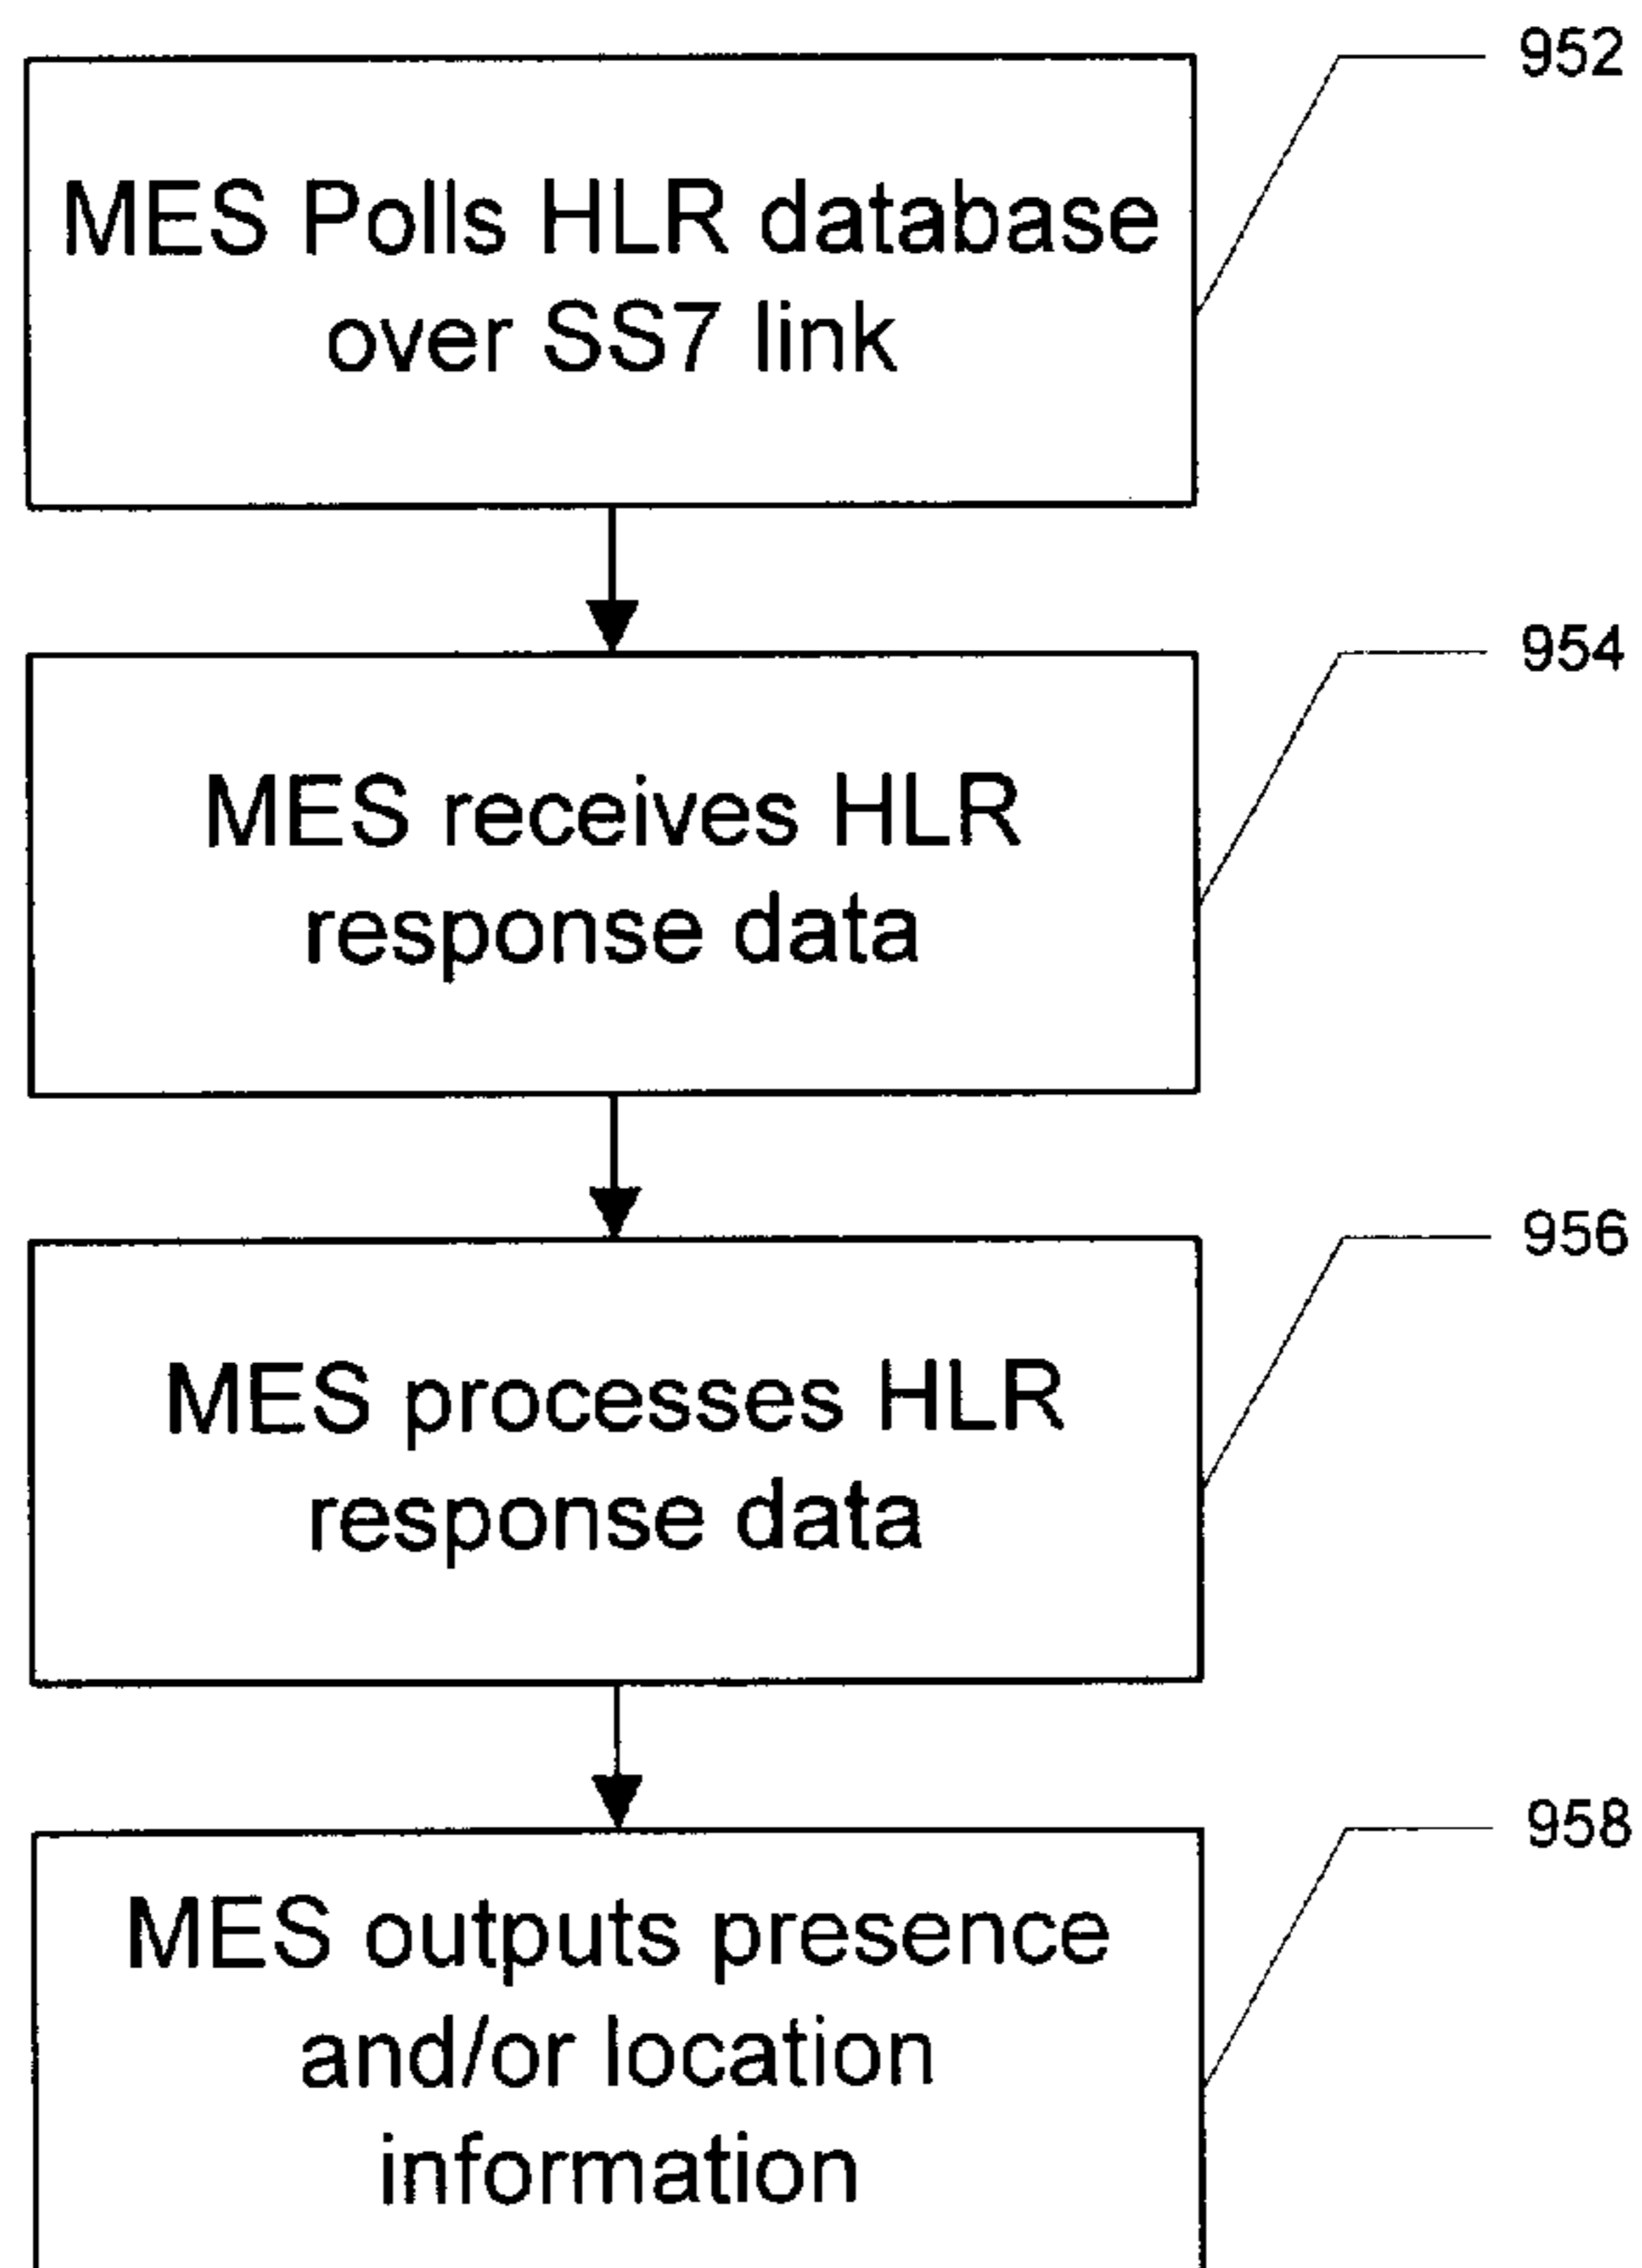 952
MES Polls HLR database
over SS7 link
954
MES receives HLR
response data
956
MES processes HLR
response data
958
MES outputs presence
and/or location
information